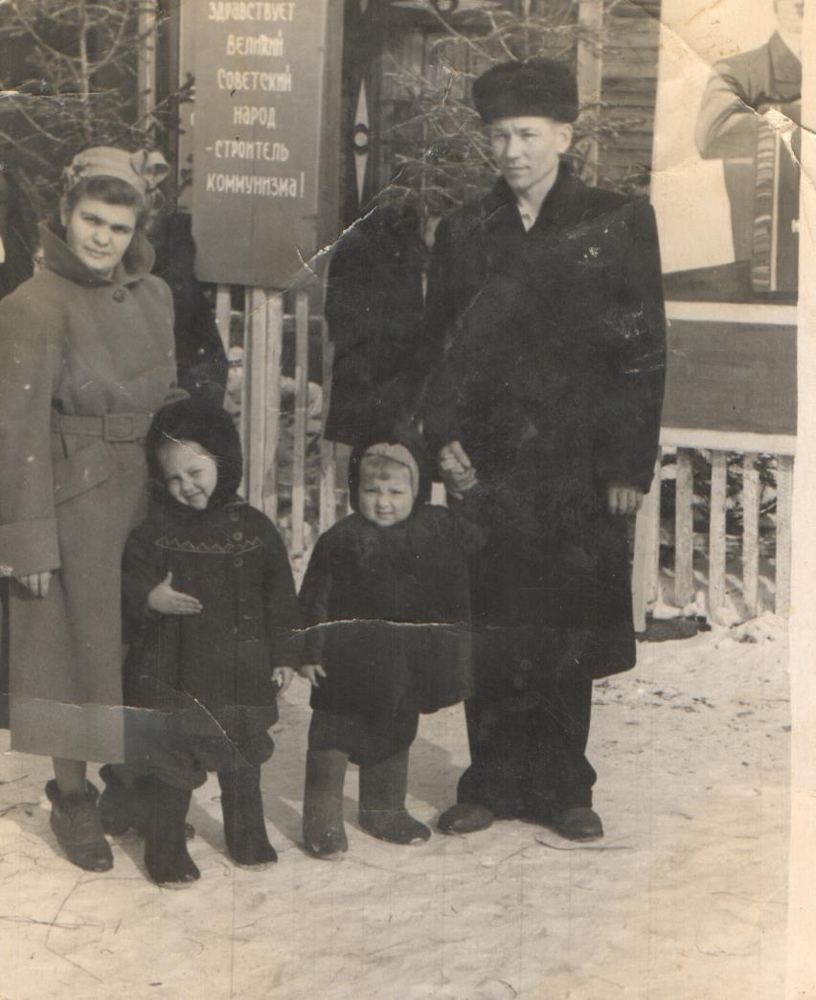 здравствует
великий
советский
народ
-строитель
коммунизма!